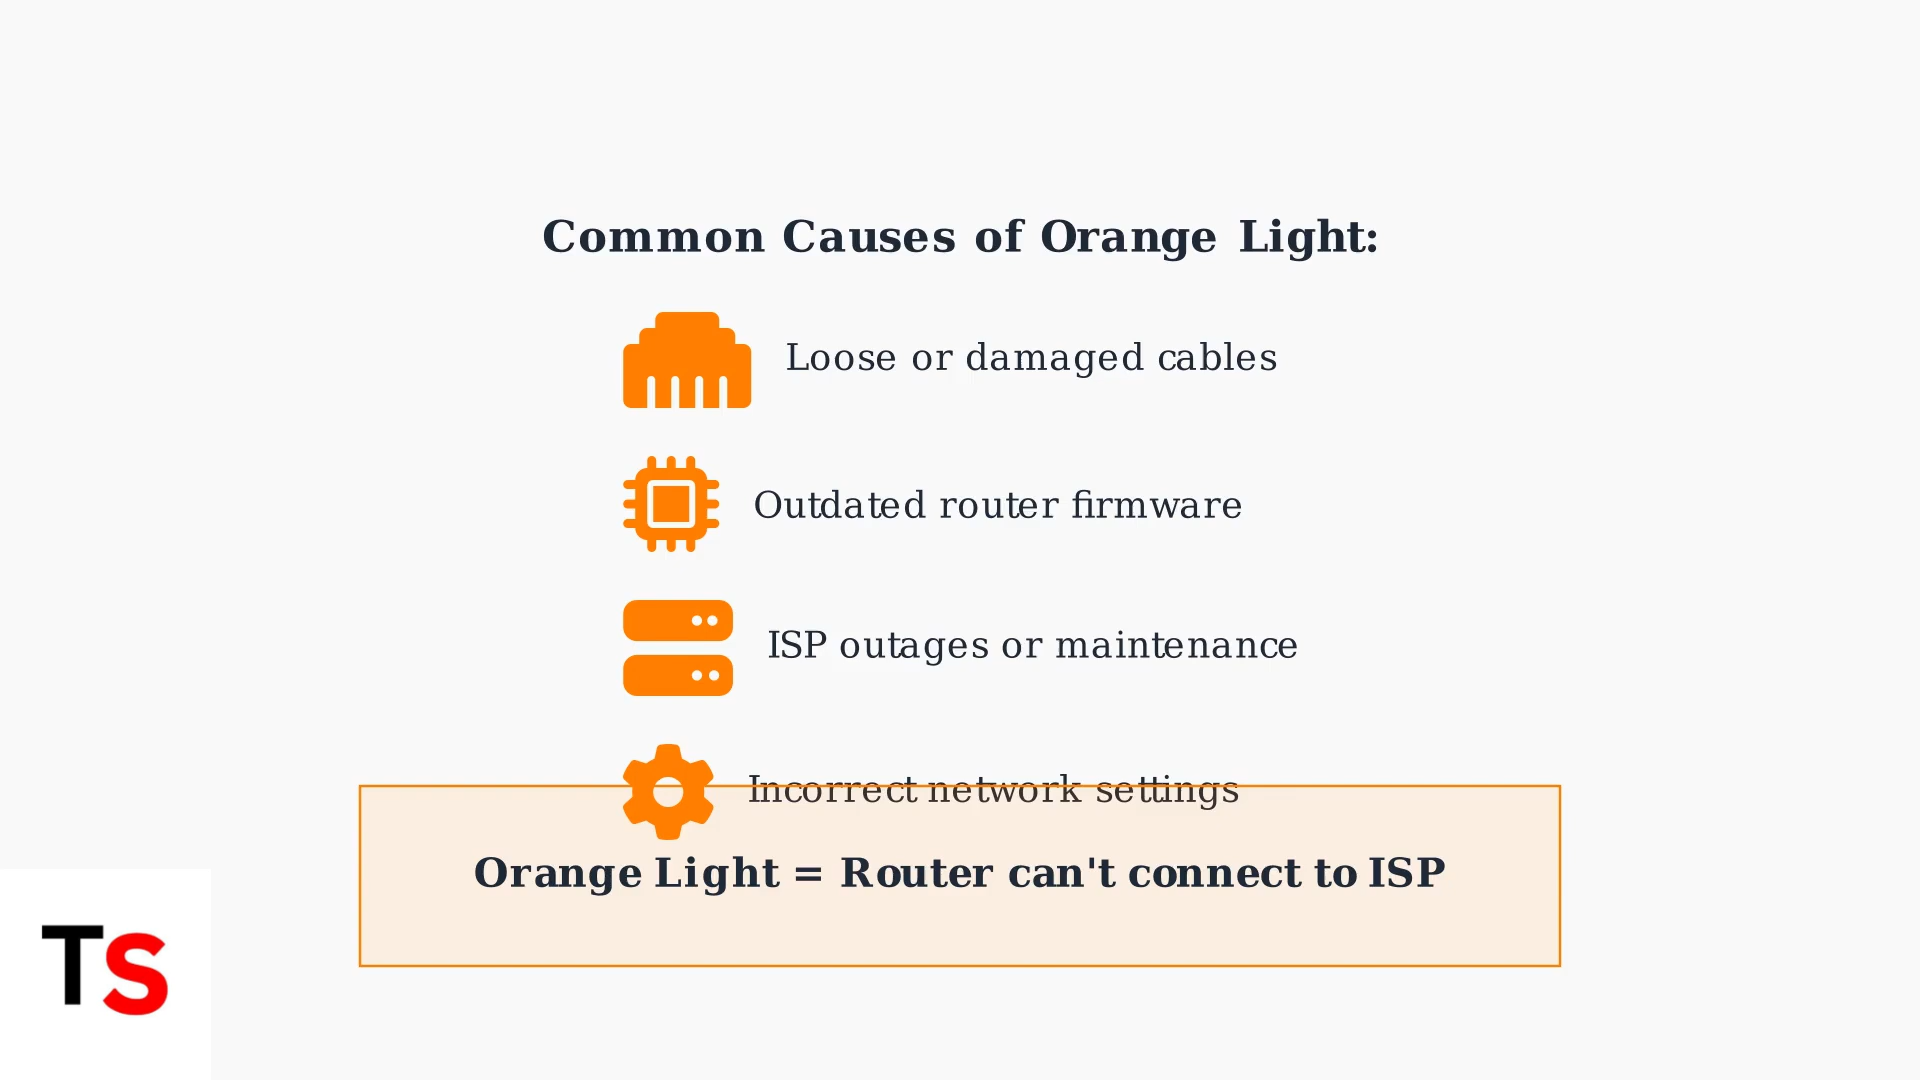 Common Causes of Orange Light:
Loose or damaged cables
Outdated router firmware
ISP outages or maintenance
Incorrect network settings
Orange Light = Router can't connect to ISP
TS